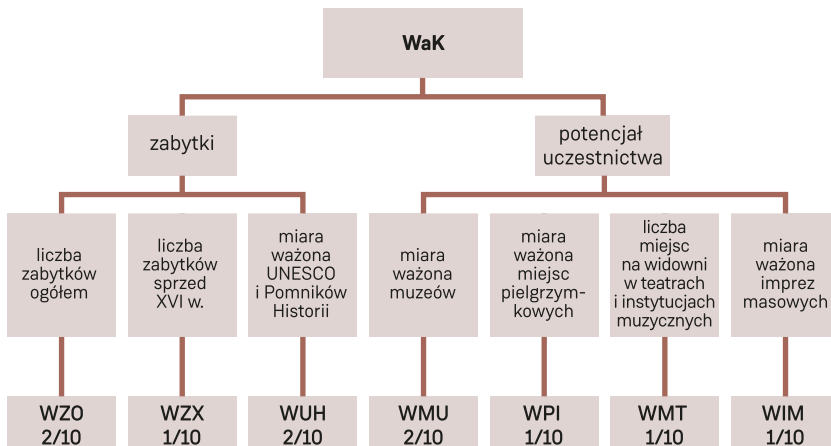 WaK
zabytki
potencjał
uczestnictwa
liczba
zabytków
ogółem
liczba
zabytków
sprzed
XVI w.
miara
ważona
UNESCO
i Pomników
Historii
miara
ważona
muzeów
miara
ważona
miejsc
pielgrzym-
kowych
liczba
miejsc
na widowni
w teatrach
i instytucjach
muzycznych
miara
ważona
imprez
masowych
WZO
2/10
WZX
1/10
WUH
2/10
WMU
2/10
WPI
1/10
WMT
1/10
WIM
1/10